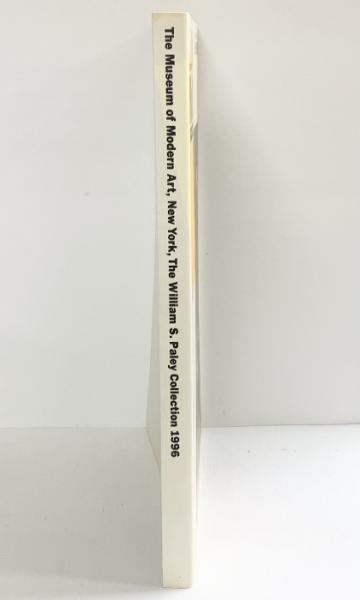 The Museum of Modern Art, New York, The William S. Paley Collection 1996